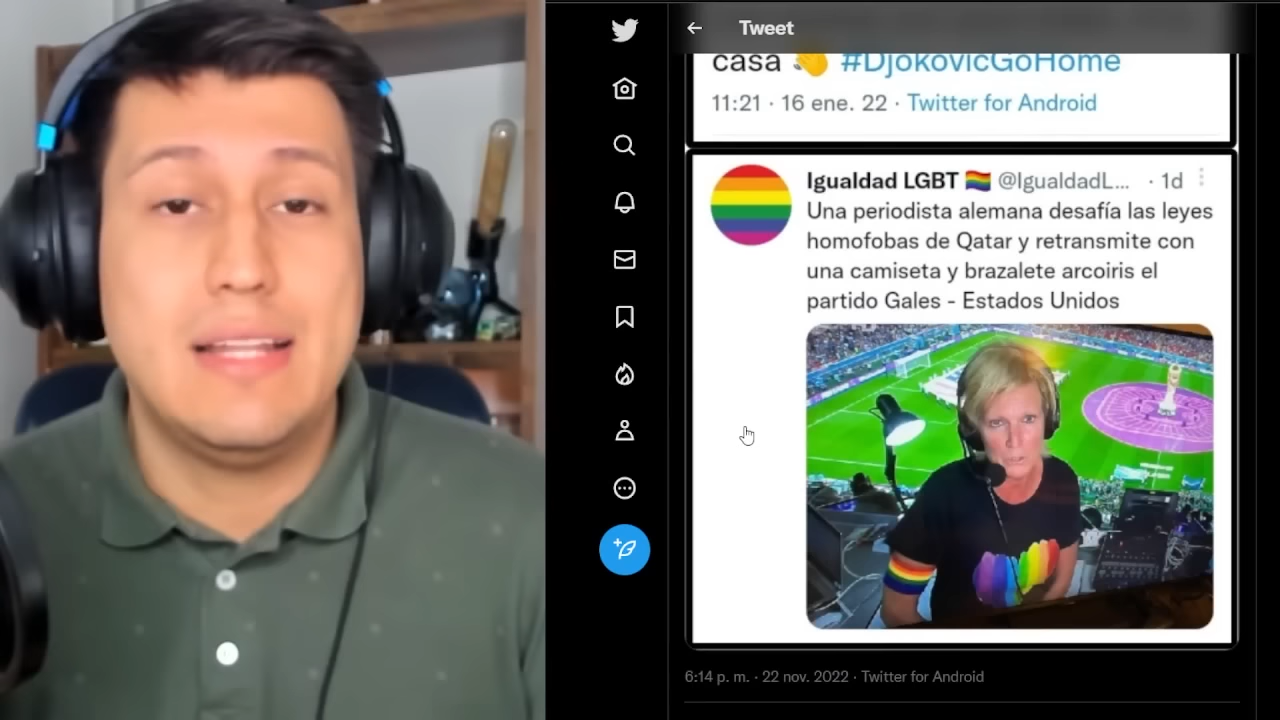 Tweet
casa 👏 #DjokovicGoHome
11:21 · 16 ene. 22 · Twitter for Android
Igualdad LGBT 🏳️‍🌈 @IgualdadL... · 1d
Una periodista alemana desafía las leyes
homofobas de Qatar y retransmite con
una camiseta y brazalete arcoiris el
partido Gales - Estados Unidos
6:14 p. m. · 22 nov. 2022 · Twitter for Android